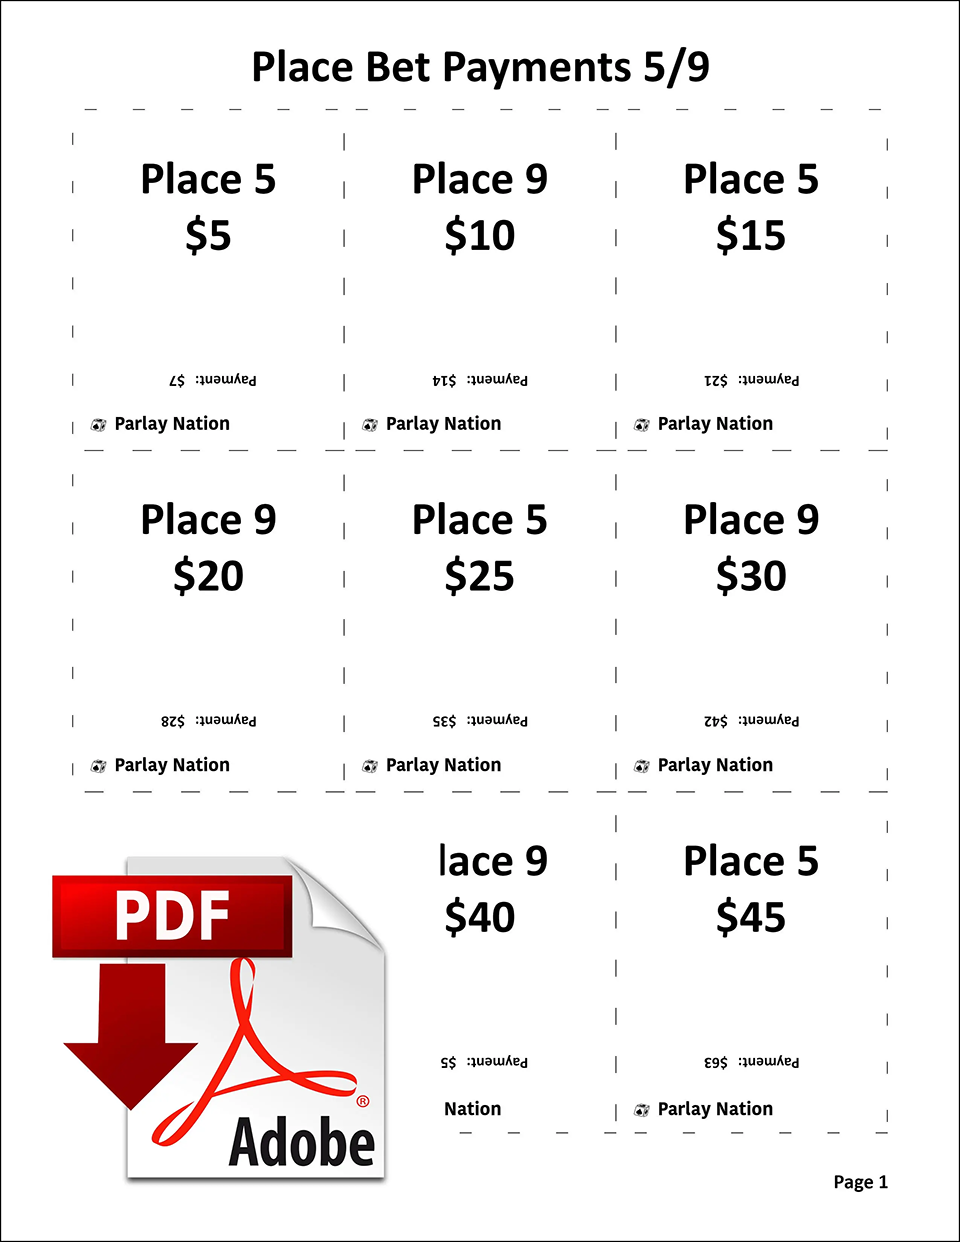 Place Bet Payments 5/9
Place 5
$5
Payment: $7
Parlay Nation
Place 9
$10
Payment: $14
Parlay Nation
Place 5
$15
Payment: $21
Parlay Nation
Place 9
$20
Payment: $28
Parlay Nation
Place 5
$25
Payment: $35
Parlay Nation
Place 9
$30
Payment: $42
Parlay Nation
PDF
Adobe®
lace 9
$40
Payment: $5
Nation
Place 5
$45
Payment: $63
Parlay Nation
Page 1